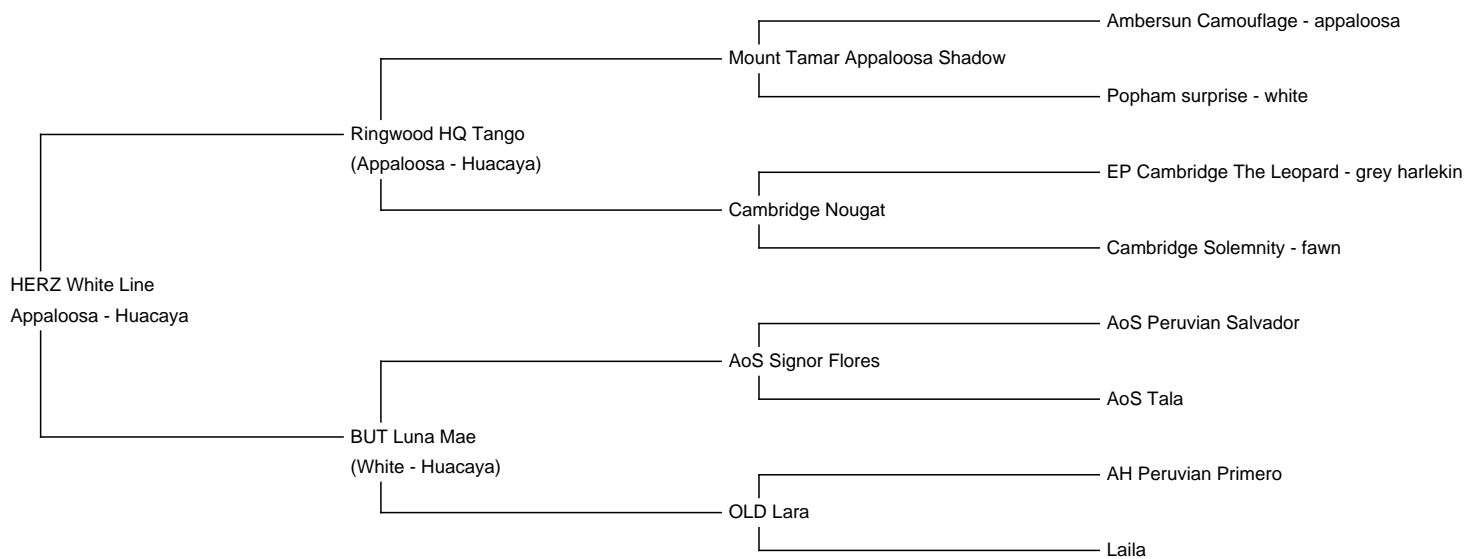 Ambersun Camouflage - appaloosa
Mount Tamar Appaloosa Shadow
Popham surprise - white
Ringwood HQ Tango
(Appaloosa - Huacaya)
EP Cambridge The Leopard - grey harlekin
Cambridge Nougat
Cambridge Solemnity - fawn
HERZ White Line
Appaloosa - Huacaya
AoS Peruvian Salvador
AoS Signor Flores
AoS Tala
BUT Luna Mae
(White - Huacaya)
AH Peruvian Primero
OLD Lara
Laila